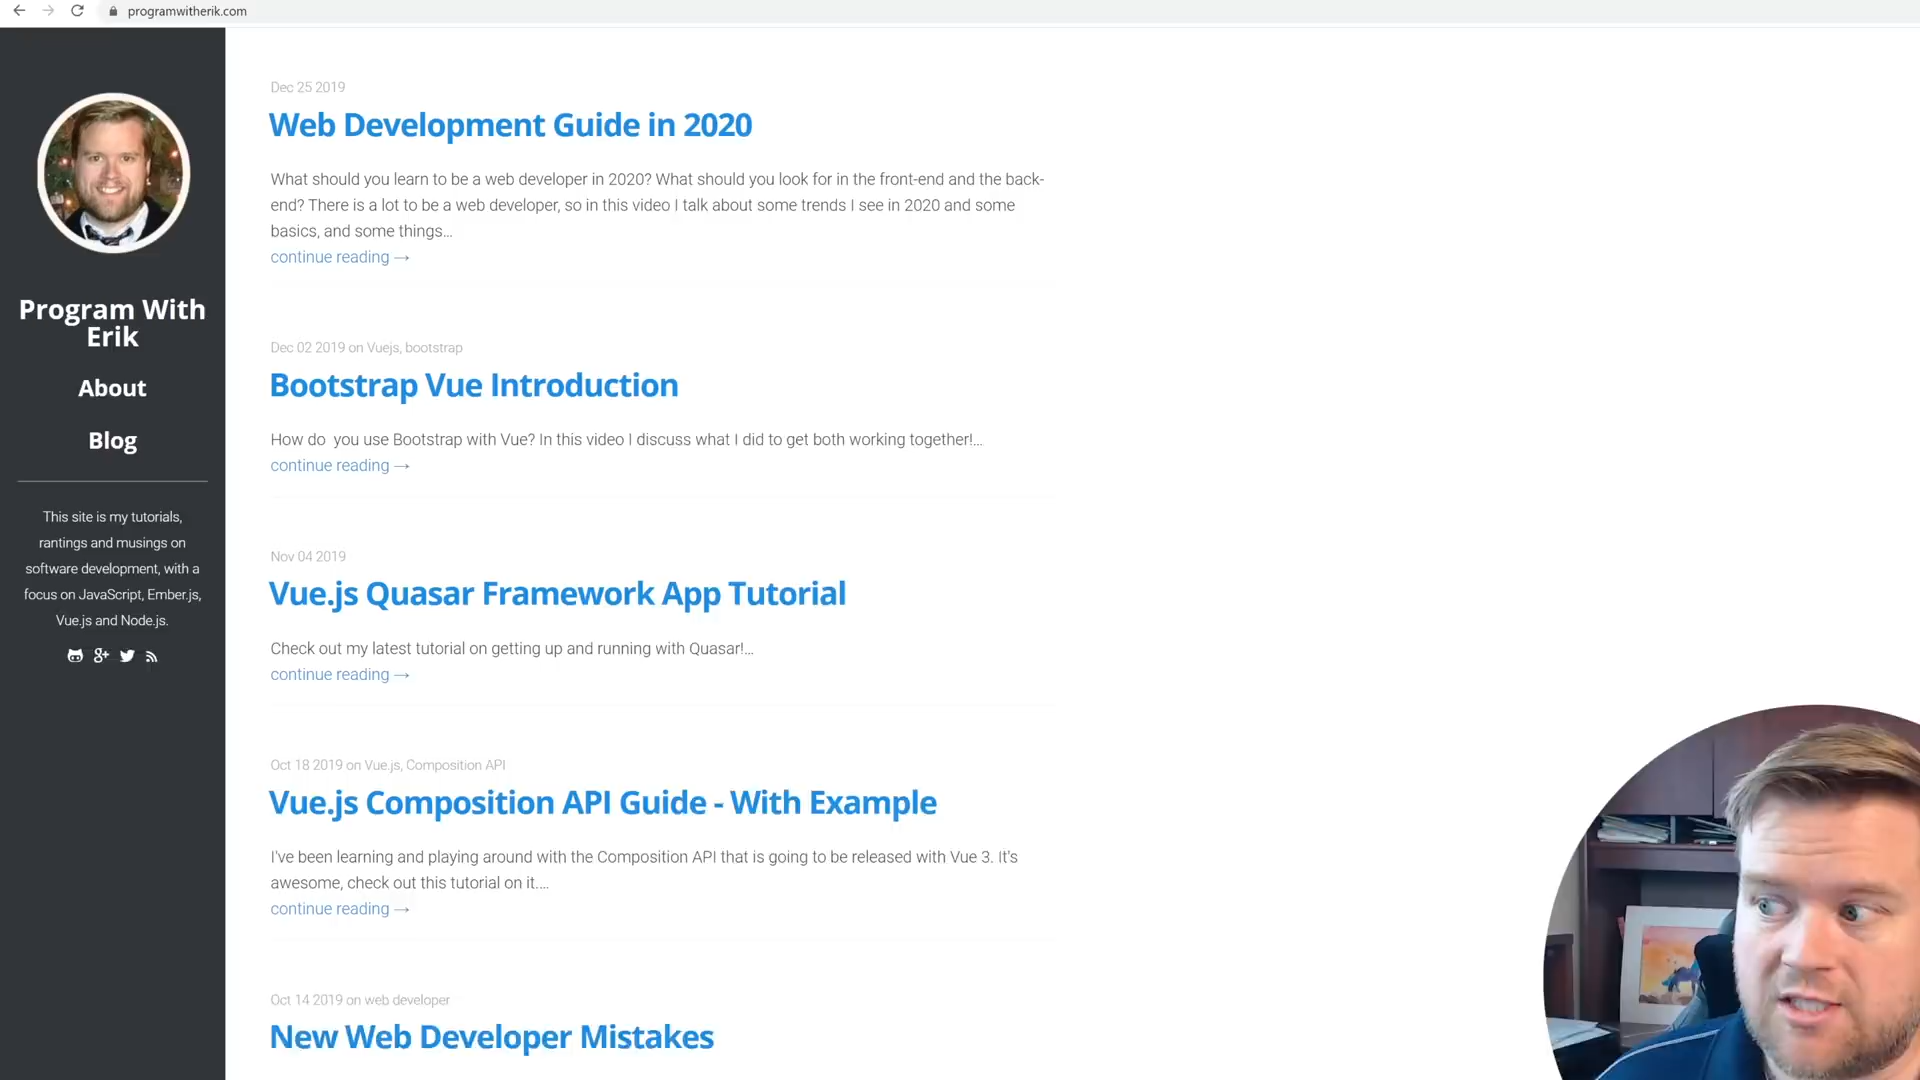 programwitherik.com
Program With
Erik
About
Blog
This site is my tutorials,
rantings and musings on
software development, with a
focus on JavaScript, Ember.js,
Vue.js and Node.js.
Dec 25 2019
Web Development Guide in 2020
What should you learn to be a web developer in 2020? What should you look for in the front-end and the back-
end? There is a lot to be a web developer, so in this video I talk about some trends I see in 2020 and some
basics, and some things...
continue reading →
Dec 02 2019 on Vuejs, bootstrap
Bootstrap Vue Introduction
How do  you use Bootstrap with Vue? In this video I discuss what I did to get both working together!...
continue reading →
Nov 04 2019
Vue.js Quasar Framework App Tutorial
Check out my latest tutorial on getting up and running with Quasar!...
continue reading →
Oct 18 2019 on Vue.js, Composition API
Vue.js Composition API Guide - With Example
I've been learning and playing around with the Composition API that is going to be released with Vue 3. It's
awesome, check out this tutorial on it....
continue reading →
Oct 14 2019 on web developer
New Web Developer Mistakes